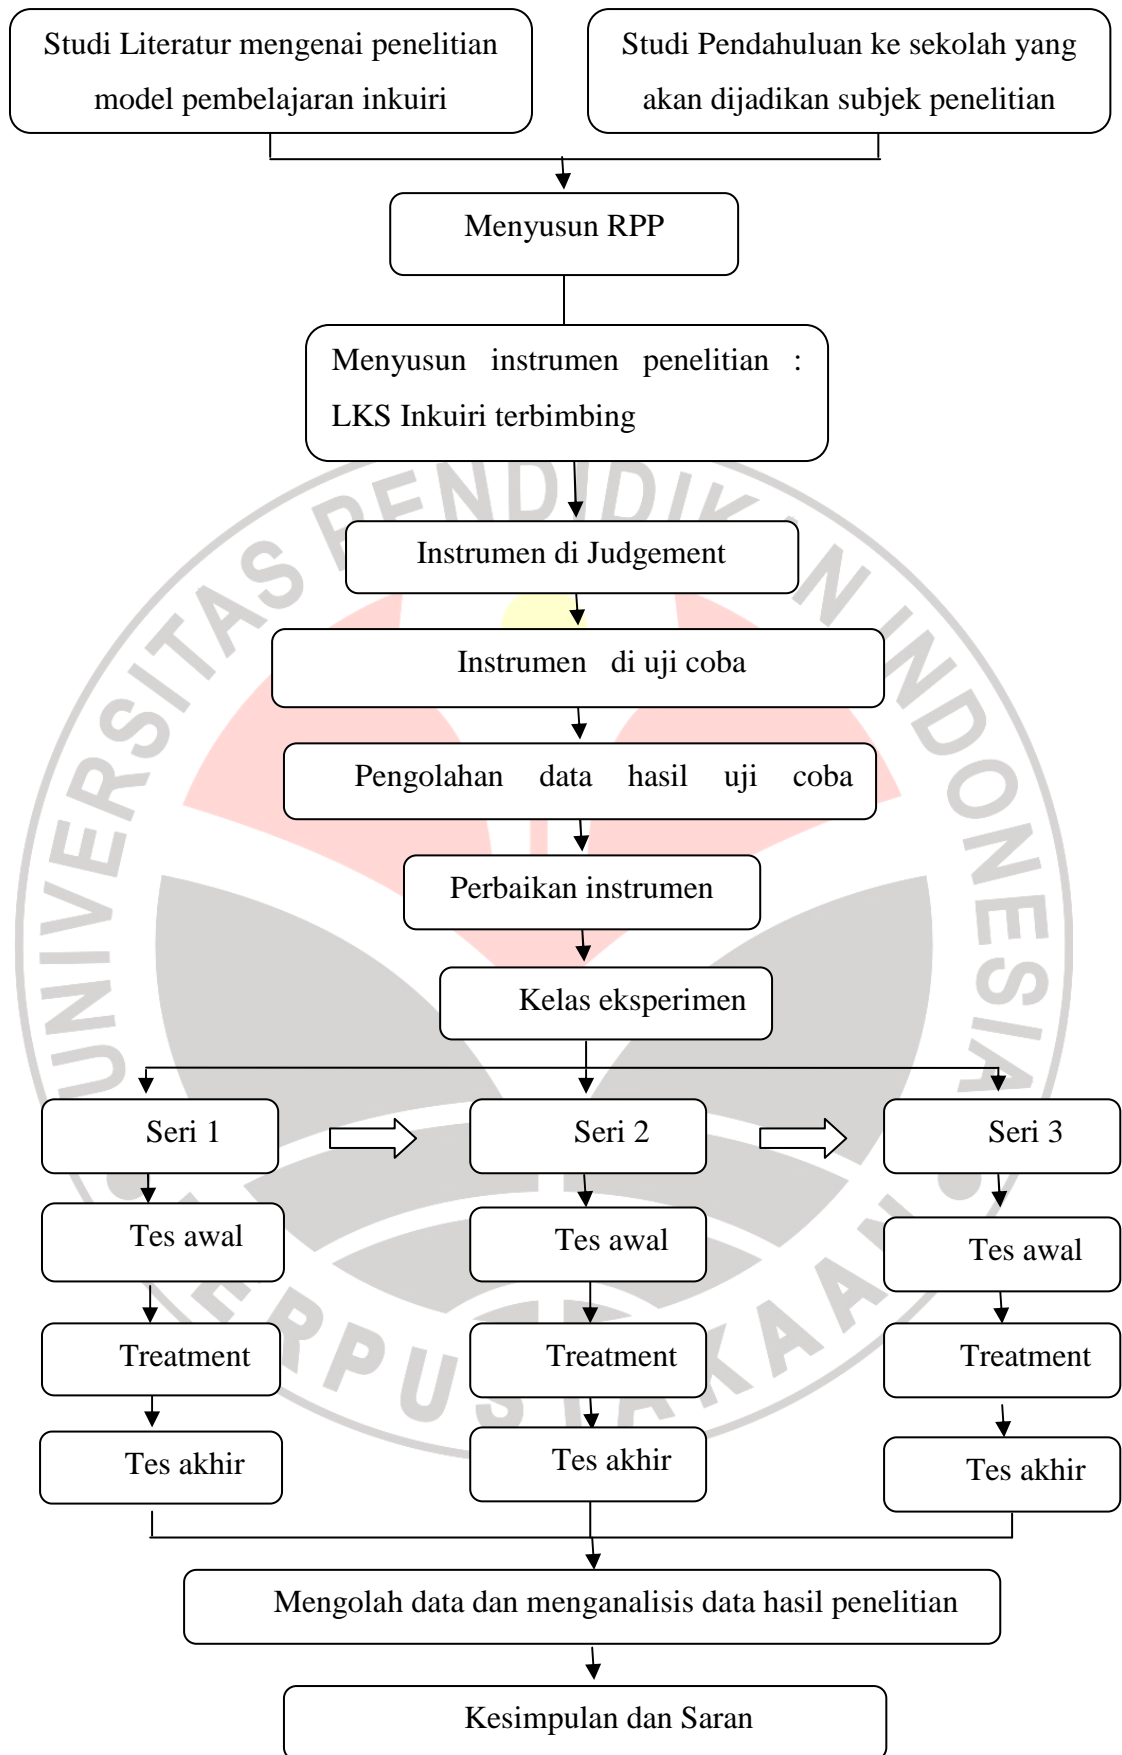 Studi Literatur mengenai penelitian
model pembelajaran inkuiri
Studi Pendahuluan ke sekolah yang
akan dijadikan subjek penelitian
Menyusun RPP
Menyusun instrumen penelitian :
LKS Inkuiri terbimbing
Instrumen di Judgement
Instrumen di uji coba
Pengolahan data hasil uji coba
Perbaikan instrumen
Kelas eksperimen
Seri 1
Seri 2
Seri 3
Tes awal
Tes awal
Tes awal
Treatment
Treatment
Treatment
Tes akhir
Tes akhir
Tes akhir
Mengolah data dan menganalisis data hasil penelitian
Kesimpulan dan Saran
UNIVERSITAS PENDIDIKAN INDONESIA
PERPUSTAKAAN